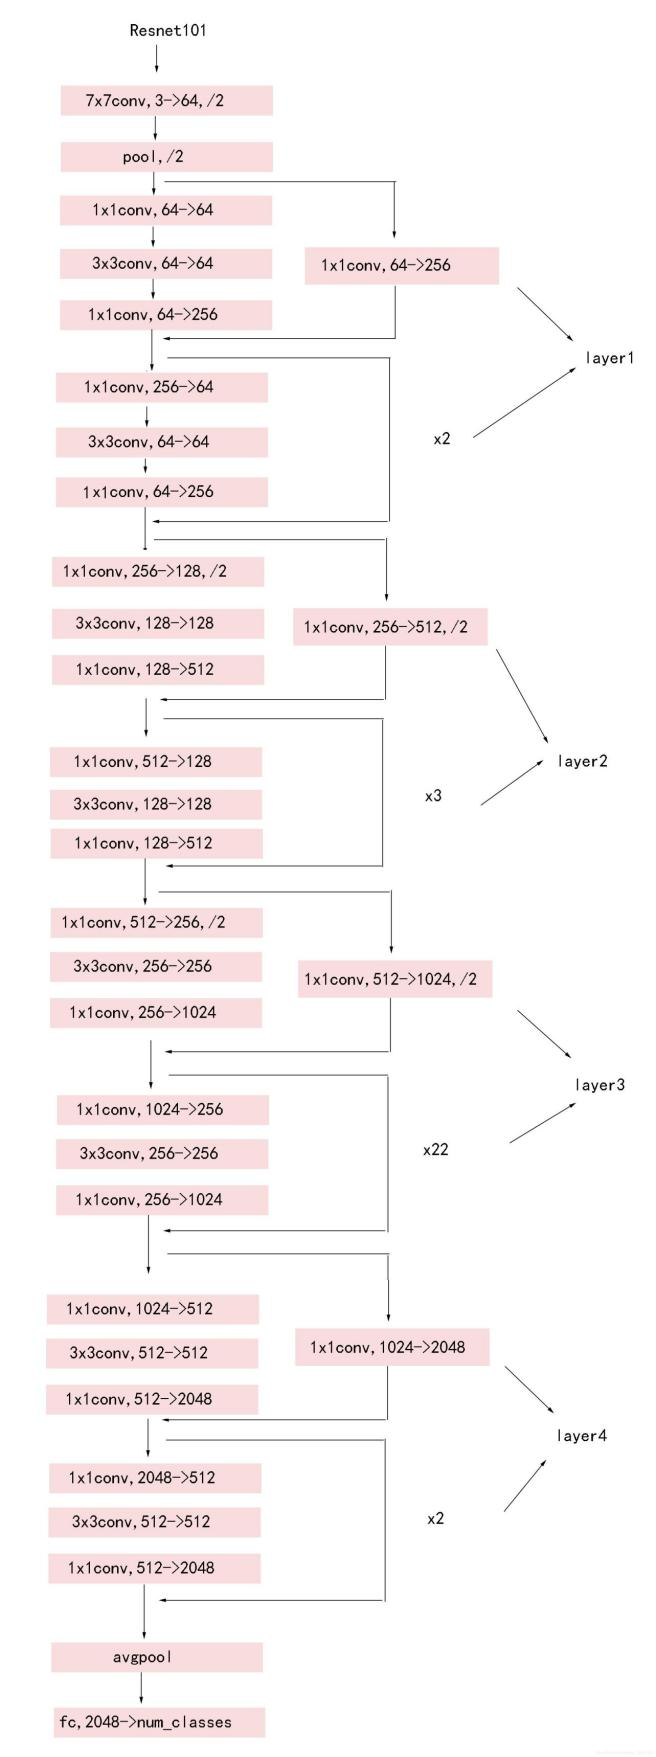 Resnet101
7x7conv,3->64,/2
pool,/2
1x1conv,64->64
3x3conv,64->64
1x1conv,64->256
1x1conv,64->256
layer1
1x1conv,256->64
3x3conv,64->64
x2
1x1conv,64->256
1x1conv,256->128,/2
3x3conv,128->128
1x1conv,256->512,/2
1x1conv,128->512
layer2
1x1conv,512->128
3x3conv,128->128
x3
1x1conv,128->512
1x1conv,512->256,/2
3x3conv,256->256
1x1conv,512->1024,/2
1x1conv,256->1024
layer3
1x1conv,1024->256
3x3conv,256->256
x22
1x1conv,256->1024
1x1conv,1024->512
3x3conv,512->512
1x1conv,1024->2048
1x1conv,512->2048
layer4
1x1conv,2048->512
3x3conv,512->512
x2
1x1conv,512->2048
avgpool
fc,2048->num_classes